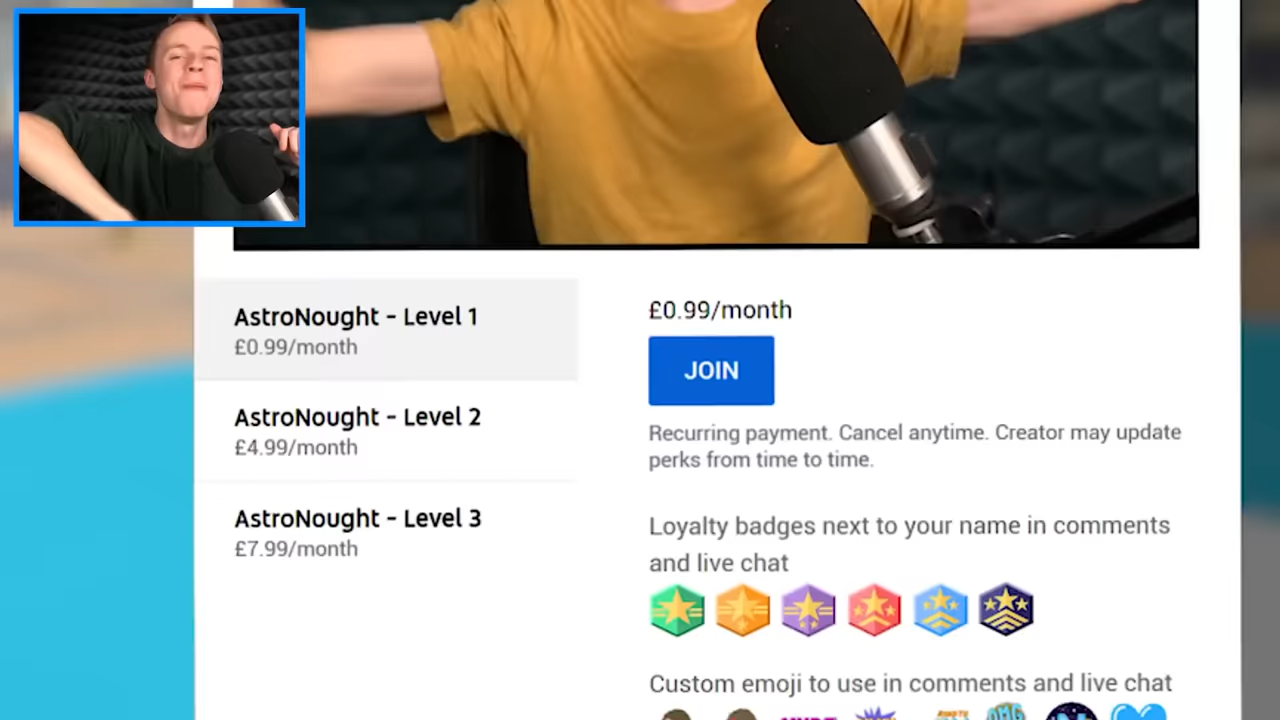 AstroNought - Level 1
£0.99/month
AstroNought - Level 2
£4.99/month
AstroNought - Level 3
£7.99/month
£0.99/month
JOIN
Recurring payment. Cancel anytime. Creator may update
perks from time to time.
Loyalty badges next to your name in comments
and live chat
Custom emoji to use in comments and live chat
OMG